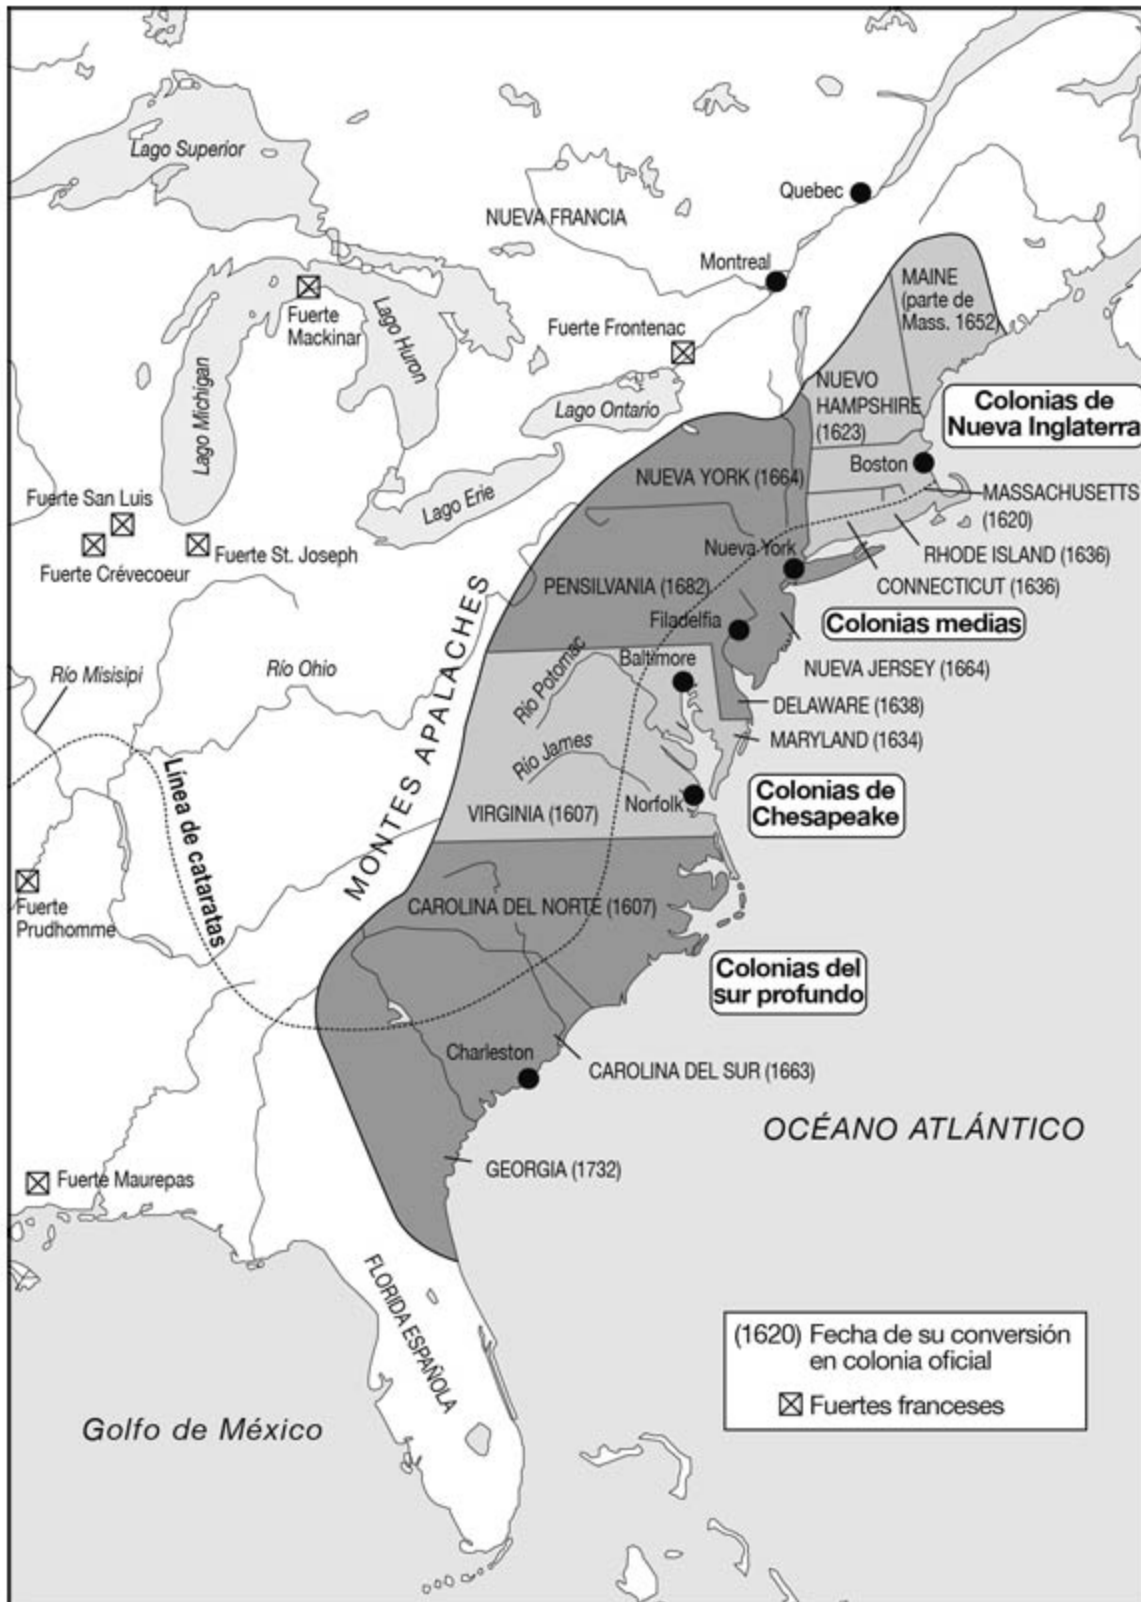 Lago Superior
NUEVA FRANCIA
Quebec
Montreal
MAINE
(parte de
Mass. 1652)
Fuerte
Mackinar
Lago Huron
Lago Michigan
Fuerte Frontenac
Lago Ontario
NUEVO
HAMPSHIRE
(1623)
Colonias de
Nueva Inglaterra
Boston
NUEVA YORK (1664)
MASSACHUSETTS
(1620)
Lago Erie
Fuerte San Luis
Fuerte Crévecoeur
Fuerte St. Joseph
Nueva York
RHODE ISLAND (1636)
CONNECTICUT (1636)
PENSILVANIA (1682)
Filadelfia
Colonias medias
MONTES APALACHES
Río Misisipi
Río Ohio
Río Potomac
Baltimore
NUEVA JERSEY (1664)
DELAWARE (1638)
MARYLAND (1634)
Río James
Norfolk
VIRGINIA (1607)
Colonias de
Chesapeake
Línea de cataratas
Fuerte
Prudhomme
CAROLINA DEL NORTE (1607)
Colonias del
sur profundo
Charleston
CAROLINA DEL SUR (1663)
OCÉANO ATLÁNTICO
GEORGIA (1732)
Fuerte Maurepas
FLORIDA ESPAÑOLA
Golfo de México
(1620) Fecha de su conversión
en colonia oficial
Fuertes franceses